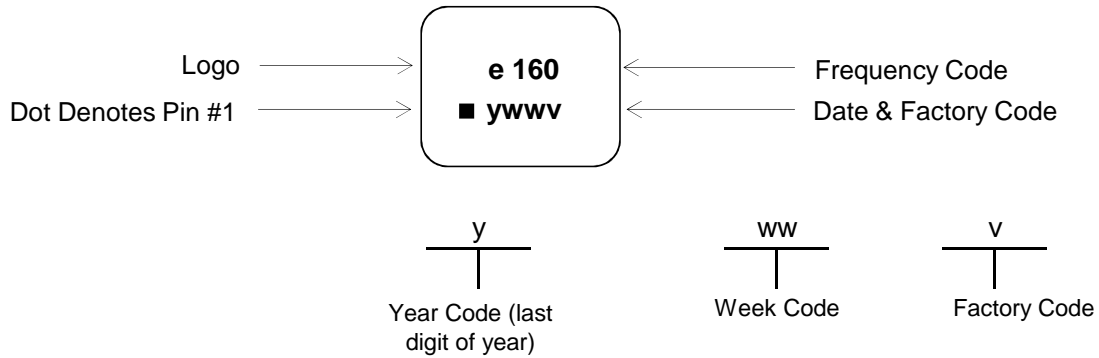 Logo
e 160
Frequency Code
Dot Denotes Pin #1
ywwv
Date & Factory Code
y
ww
v
Year Code (last
digit of year)
Week Code
Factory Code